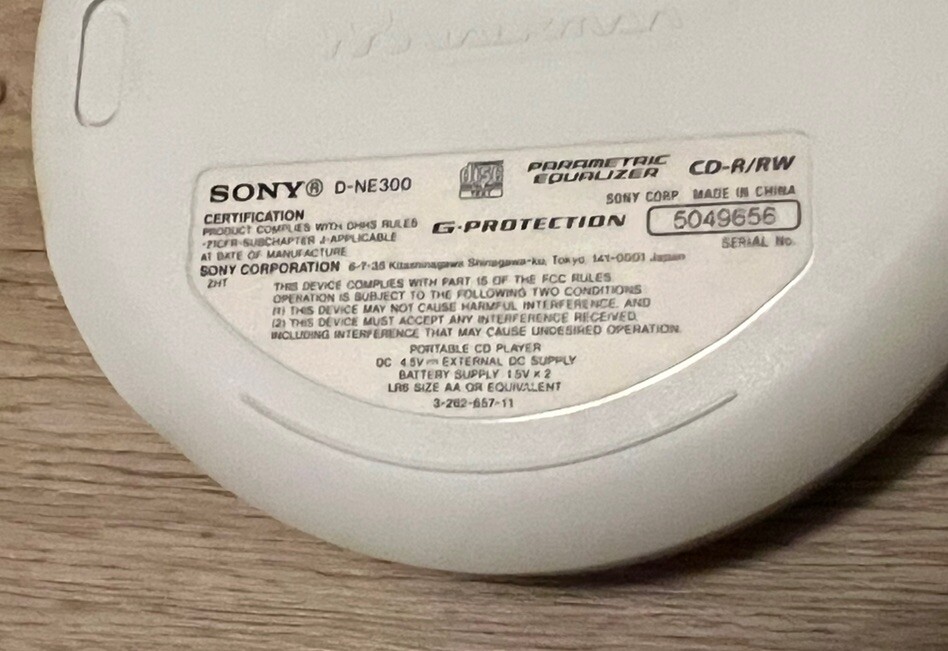 SONY® D-NE300
PARAMETRIC
EQUALIZER
CD-R/RW
disc
TEXT
SONY CORP MADE IN CHINA
G·PROTECTION
5049656
SERIAL No.
CERTIFICATION
PRODUCT COMPLIES WITH DHHS RULES
·21CFR·SUBCHAPTER J·APPLICABLE
AT DATE OF MANUFACTURE
SONY CORPORATION 6-7-35 Kitashinagawa Shinagawa-ku, Tokyo 141-0001 Japan
ZHT
THIS DEVICE COMPLIES WITH PART 15 OF THE FCC RULES
OPERATION IS SUBJECT TO THE FOLLOWING TWO CONDITIONS
(1) THIS DEVICE MAY NOT CAUSE HARMFUL INTERFERENCE, AND
(2) THIS DEVICE MUST ACCEPT ANY INTERFERENCE RECEIVED,
INCLUDING INTERFERENCE THAT MAY CAUSE UNDESIRED OPERATION.
PORTABLE CD PLAYER
DC 4.5V⎓ EXTERNAL DC SUPPLY
BATTERY SUPPLY 1.5V × 2
LR6 SIZE AA OR EQUIVALENT
3-262-657-11